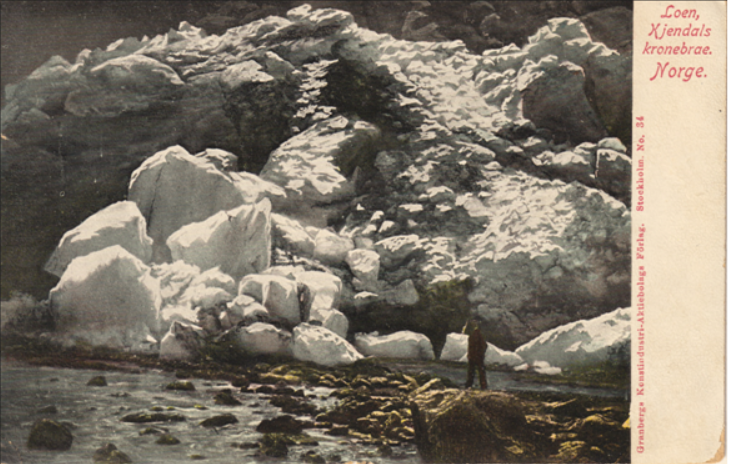 Loen,
Kjendals
kronebrae.
Norge.
Granbergs Konstindustri-Aktiebolags Förlag. Stockholm. No. 34